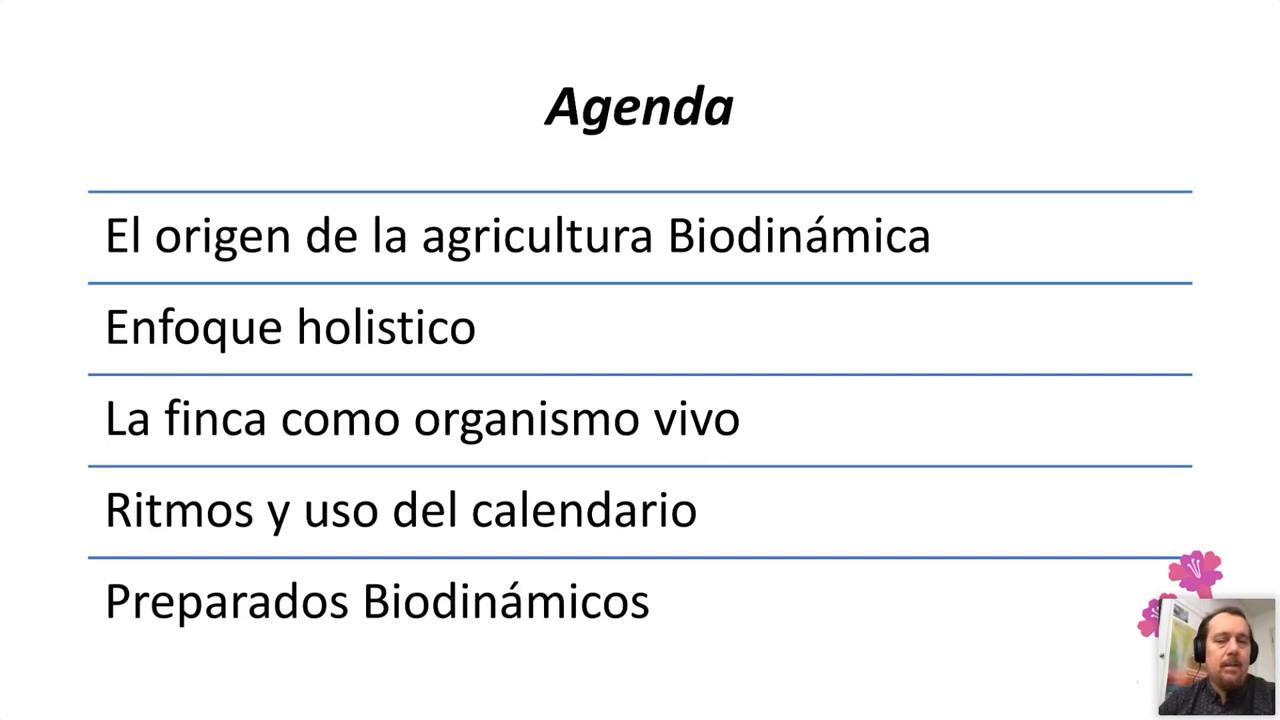 Agenda
El origen de la agricultura Biodinámica
Enfoque holistico
La finca como organismo vivo
Ritmos y uso del calendario
Preparados Biodinámicos